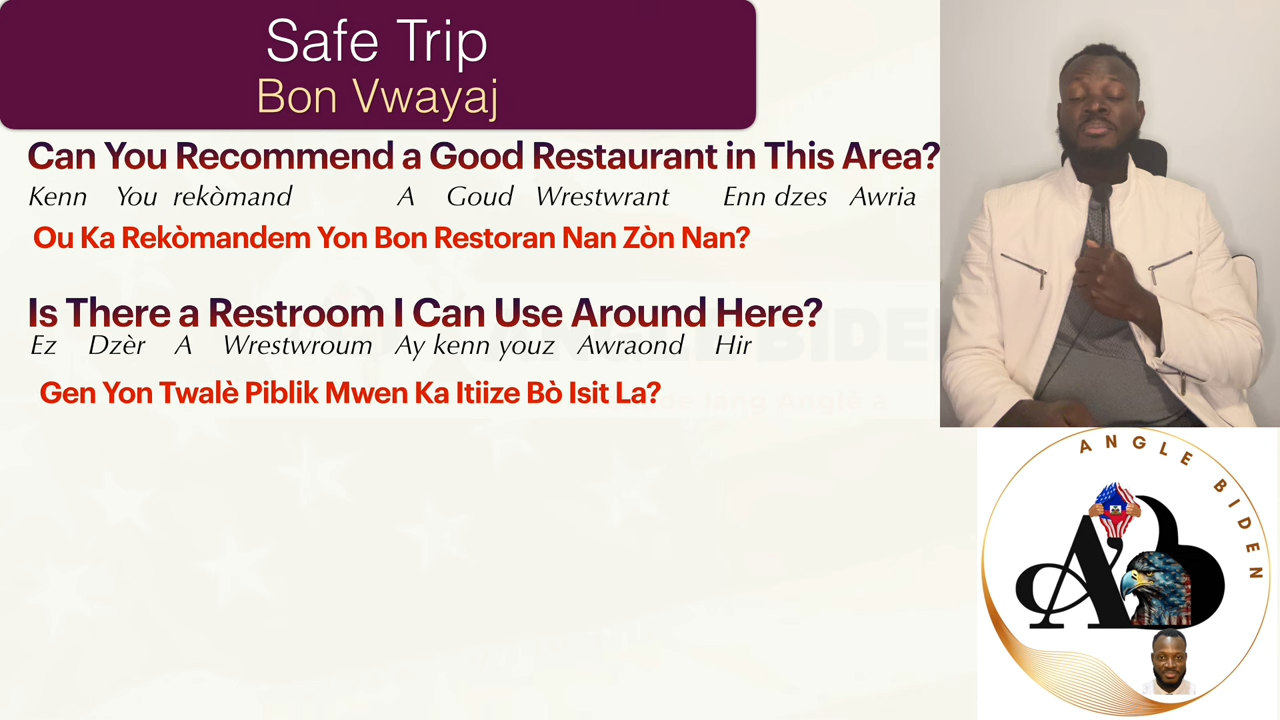 Safe Trip
Bon Vwayaj
Can You Recommend a Good Restaurant in This Area?
Kenn You rekòmand A Goud Wrestwrant Enn dzes Awria
Ou Ka Rekòmandem Yon Bon Restoran Nan Zòn Nan?
Is There a Restroom I Can Use Around Here?
Ez Dzèr A Wrestwroum Ay kenn youz Awraond Hir
Gen Yon Twalè Piblik Mwen Ka Itiize Bò Isit La?
ANGLE BIDEN
AB